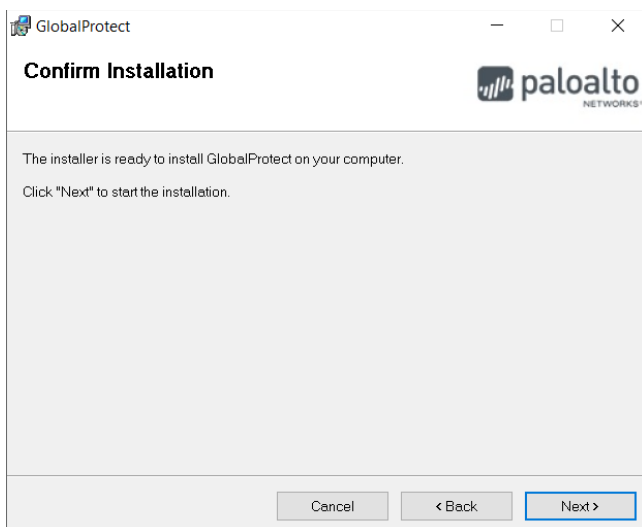 GlobalProtect
Confirm Installation
paloalto
NETWORKS
The installer is ready to install GlobalProtect on your computer.
Click "Next" to start the installation.
Cancel
< Back
Next >